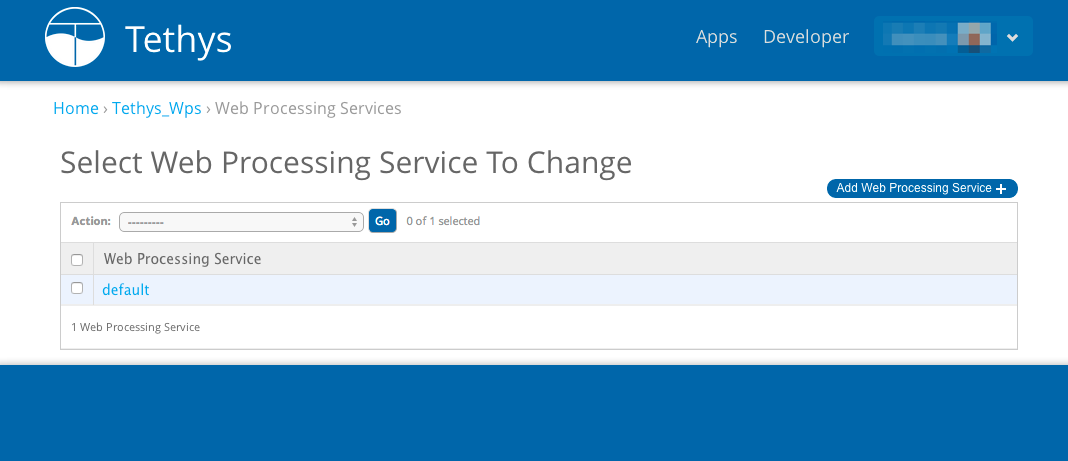 Tethys
Apps Developer
Home › Tethys_Wps › Web Processing Services
Select Web Processing Service To Change
Add Web Processing Service +
Action: --------- Go 0 of 1 selected
Web Processing Service
default
1 Web Processing Service